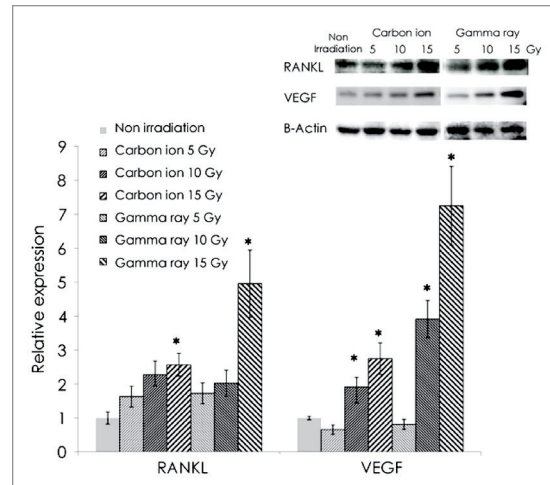 Non
Irradiation
Carbon ion
Gamma ray
5 10 15 5 10 15 Gy
RANKL
VEGF
B-Actin
Non irradiation
Carbon ion 5 Gy
Carbon ion 10 Gy
Carbon ion 15 Gy
Gamma ray 5 Gy
Gamma ray 10 Gy
Gamma ray 15 Gy
Relative expression
9
8
7
6
5
4
3
2
1
0
* * * * * *
RANKL VEGF